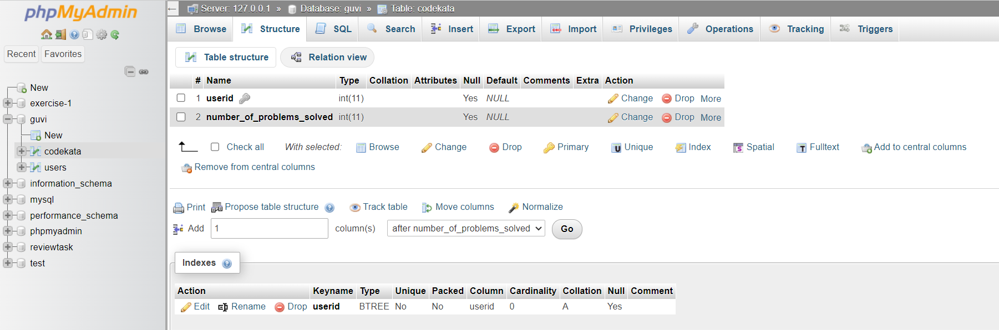 phpMyAdmin
Recent Favorites
New
exercise-1
guvi
New
codekata
users
information_schema
mysql
performance_schema
phpmyadmin
reviewtask
test
← Server: 127.0.0.1 » Database: guvi » Table: codekata
Browse Structure SQL Search Insert Export Import Privileges Operations Tracking Triggers
Table structure Relation view
# Name Type Collation Attributes Null Default Comments Extra Action
1 userid int(11) Yes NULL Change Drop More
2 number_of_problems_solved int(11) Yes NULL Change Drop More
Check all With selected: Browse Change Drop Primary Unique Index Spatial Fulltext Add to central columns
Remove from central columns
Print Propose table structure Track table Move columns Normalize
Add 1 column(s) after number_of_problems_solved Go
Indexes
Action Keyname Type Unique Packed Column Cardinality Collation Null Comment
Edit Rename Drop userid BTREE No No userid 0 A Yes